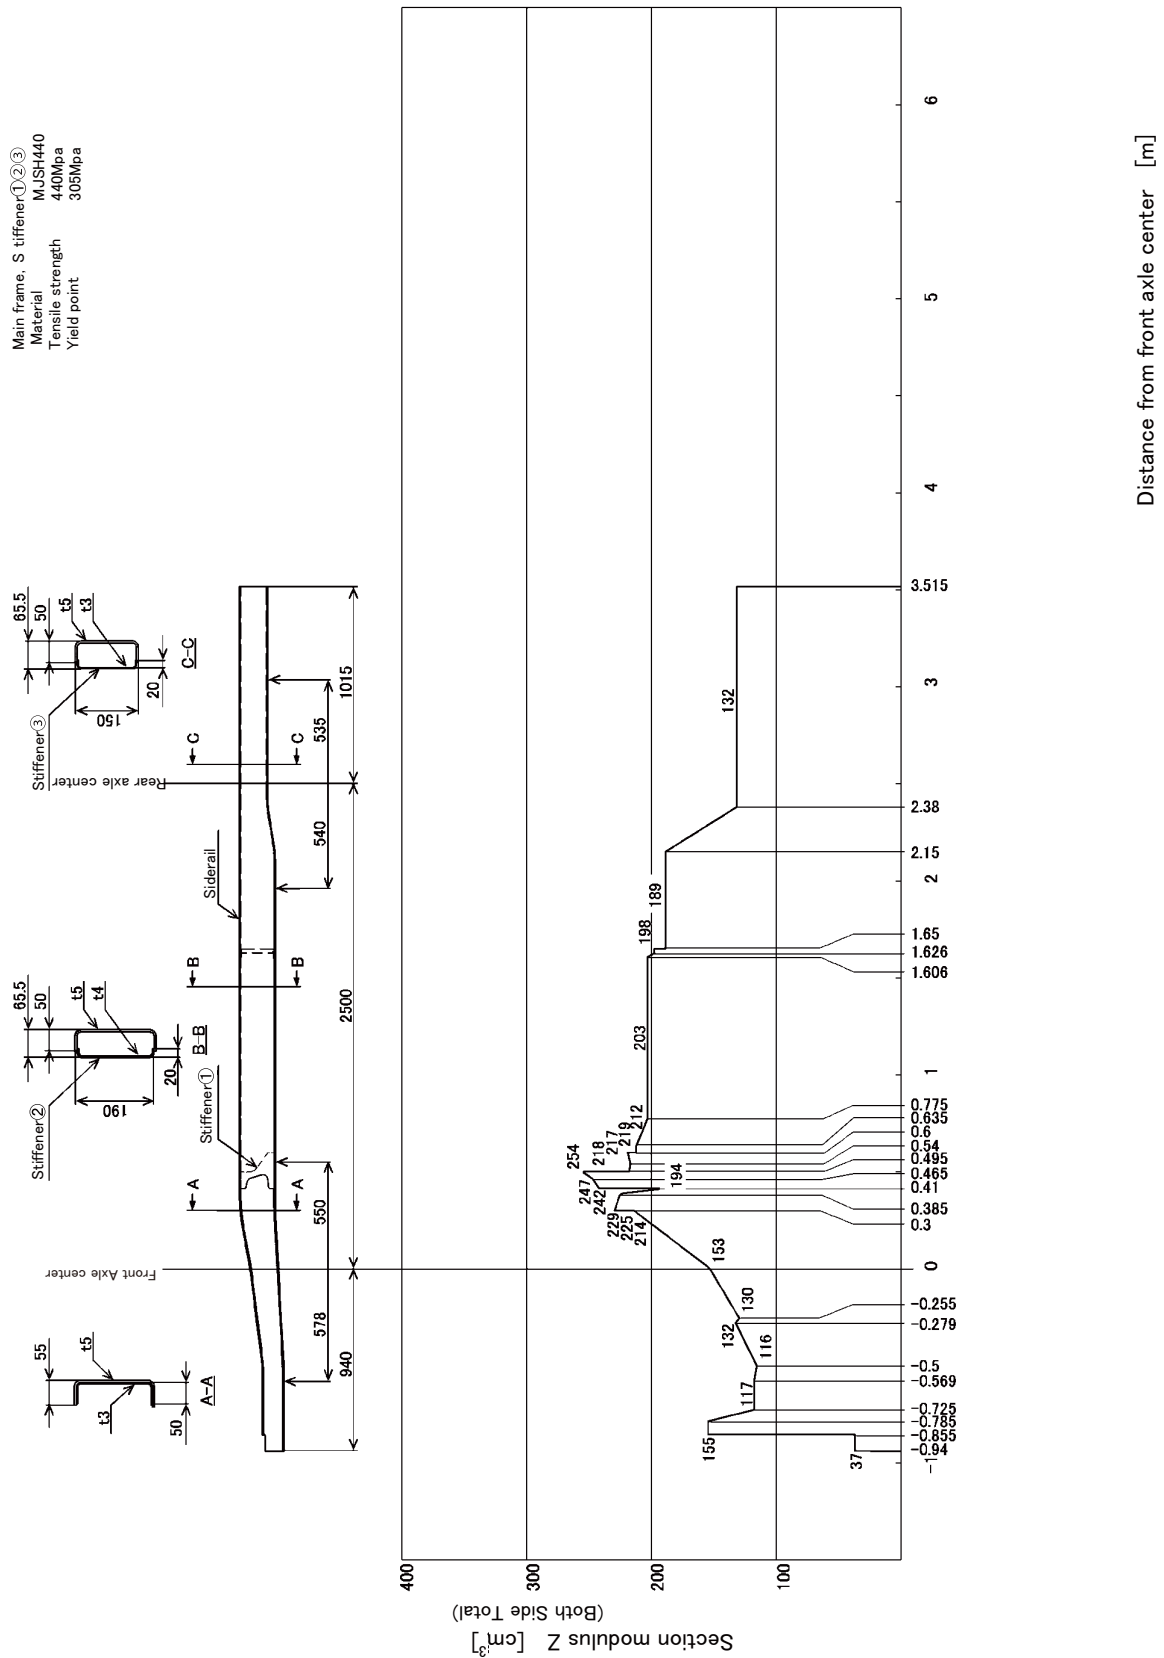 Main frame, S tiffener①②③
Material MJSH440
Tensile strength 440Mpa
Yield point 305Mpa
55
t5
t3
50
A-A
Stiffener②
65.5
50
t5
t4
190
20
B-B
Stiffener③
65.5
50
t5
t3
150
20
C-C
Front Axle center
Stiffener①
Siderail
Rear axle center
A
A
B
B
C
C
578
550
540
535
940
2500
1015
Section modulus Z [cm³]
(Both Side Total)
400
300
200
100
37
155
117
116
132
130
153
214
225
229
242
247
194
254
218
217
219
212
203
198
189
132
-1
-0.94
-0.855
-0.785
-0.725
-0.569
-0.5
-0.279
-0.255
0
0.3
0.385
0.41
0.465
0.495
0.54
0.6
0.635
0.775
1
1.606
1.626
1.65
2
2.15
2.38
3
3.515
4
5
6
Distance from front axle center [m]